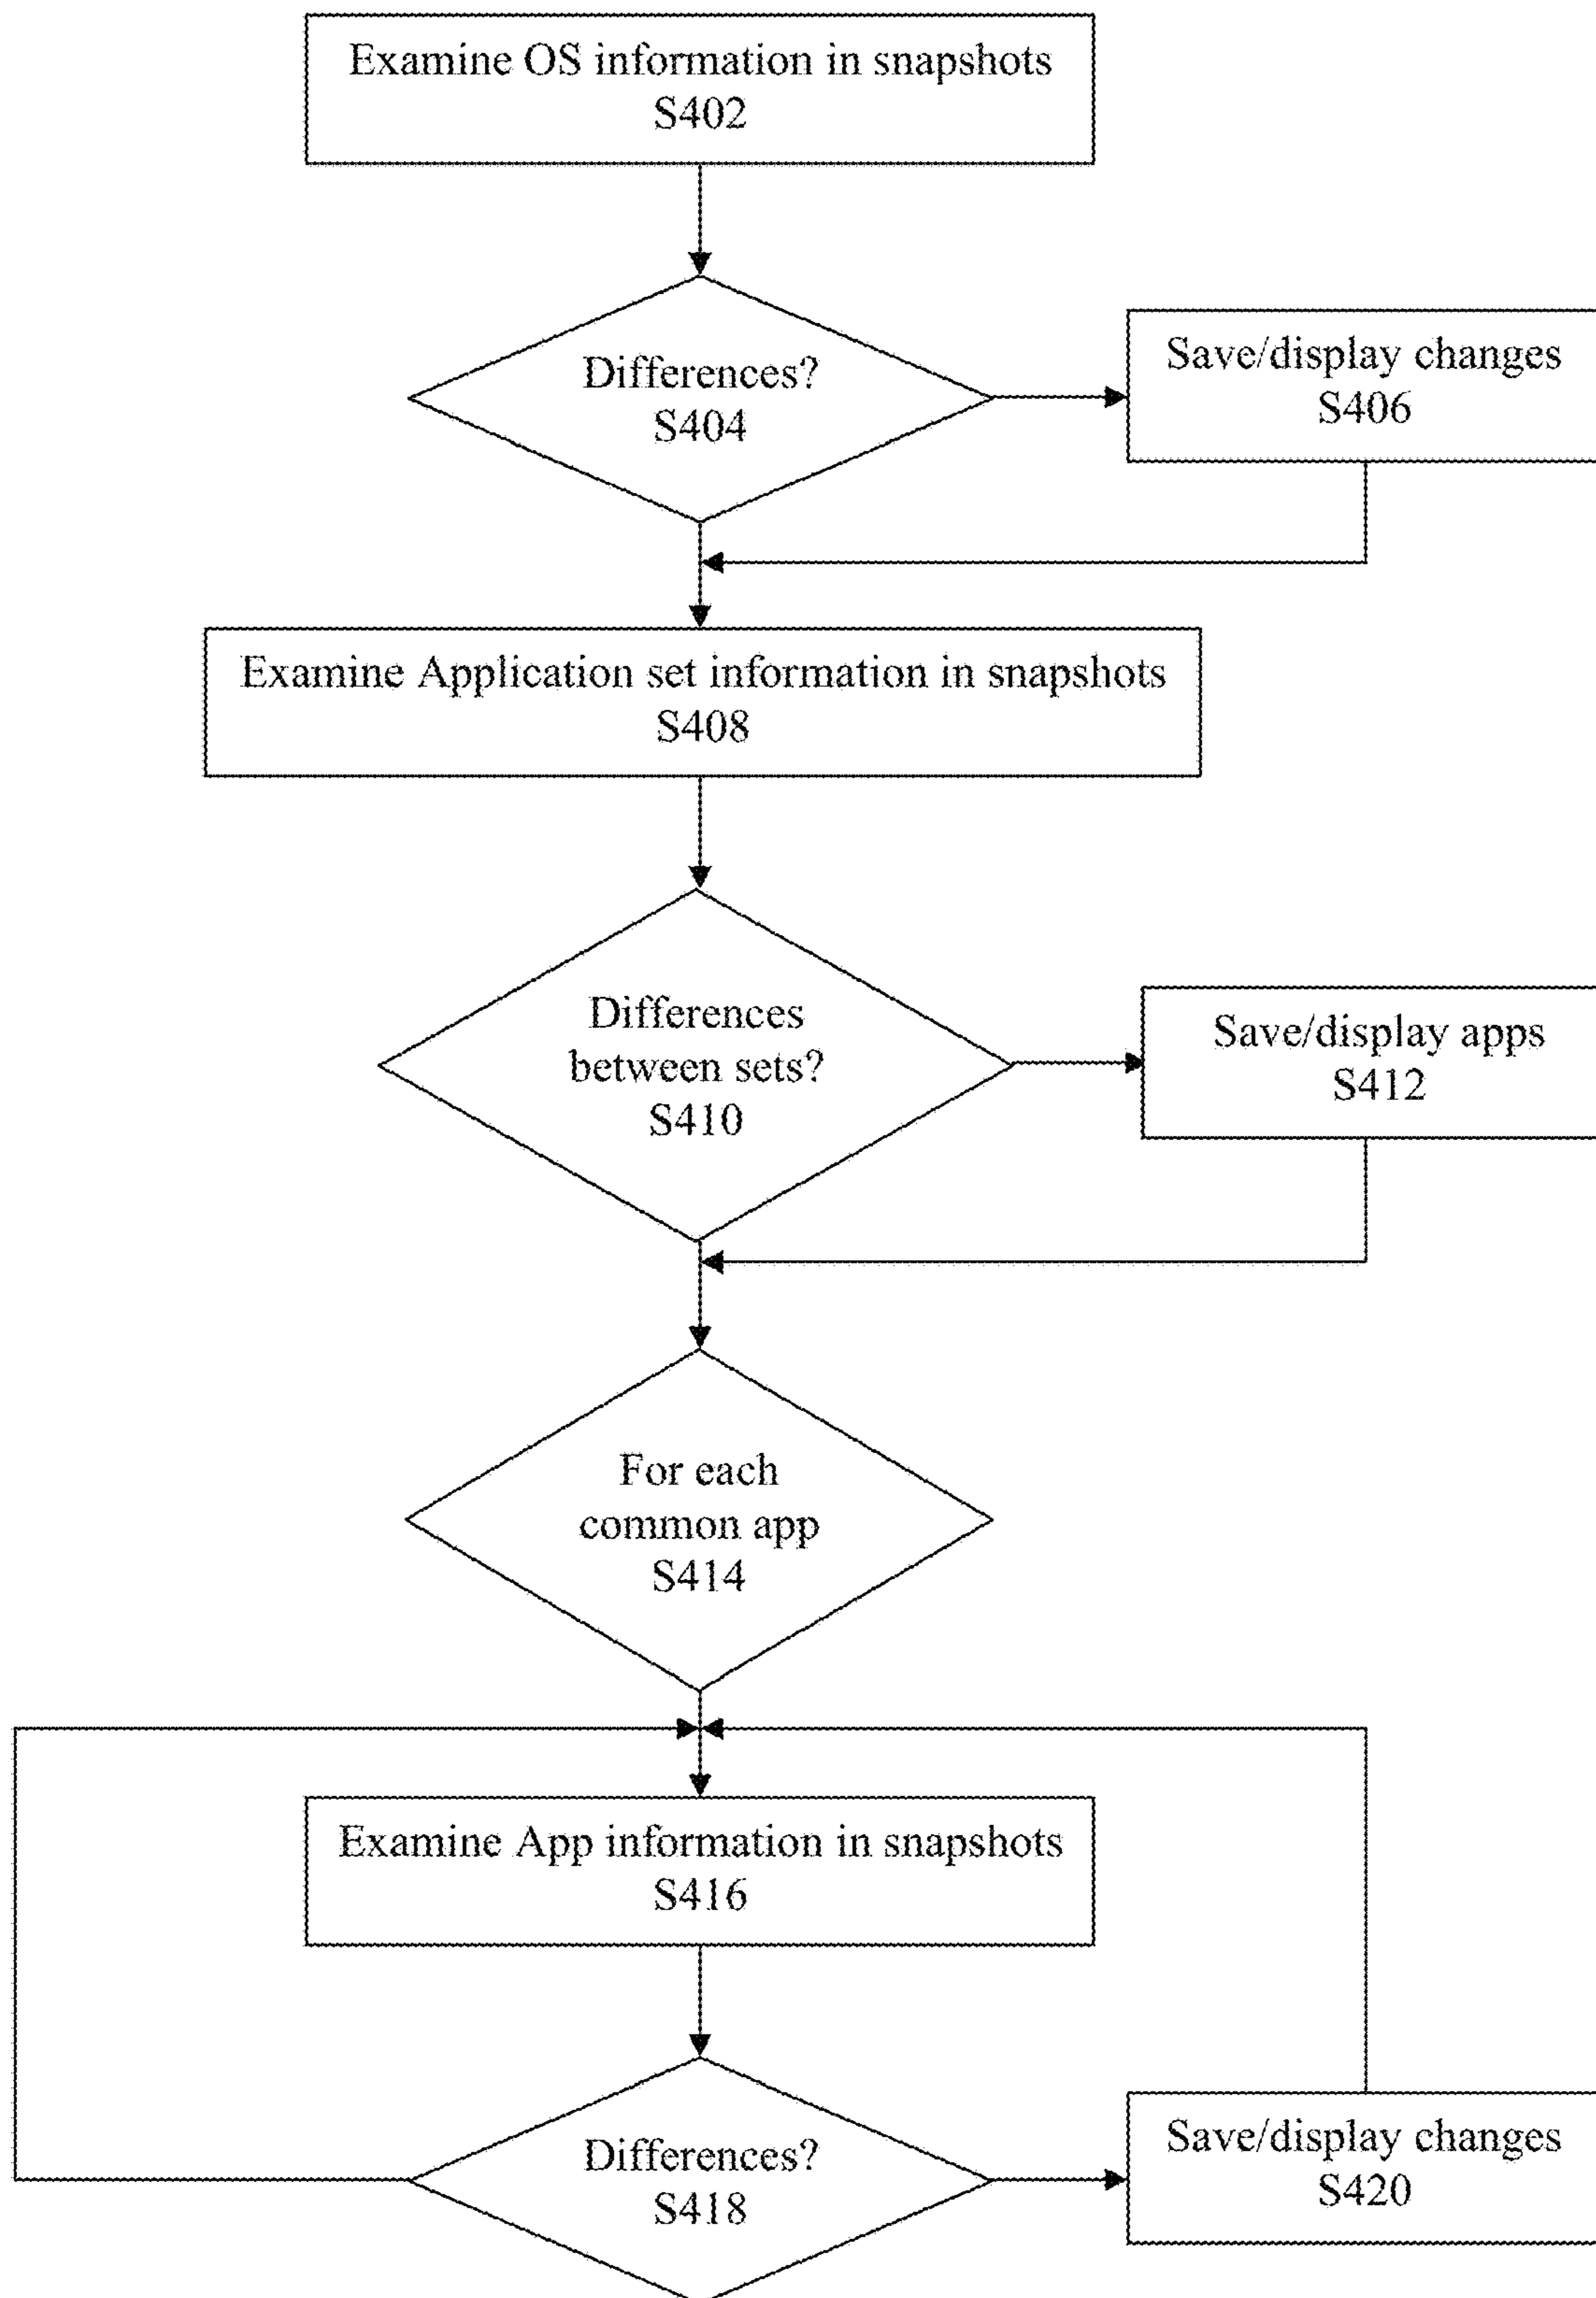 Examine OS information in snapshots
S402
Differences?
S404
Save/display changes
S406
Examine Application set information in snapshots
S408
Differences
between sets?
S410
Save/display apps
S412
For each
common app
S414
Examine App information in snapshots
S416
Differences?
S418
Save/display changes
S420